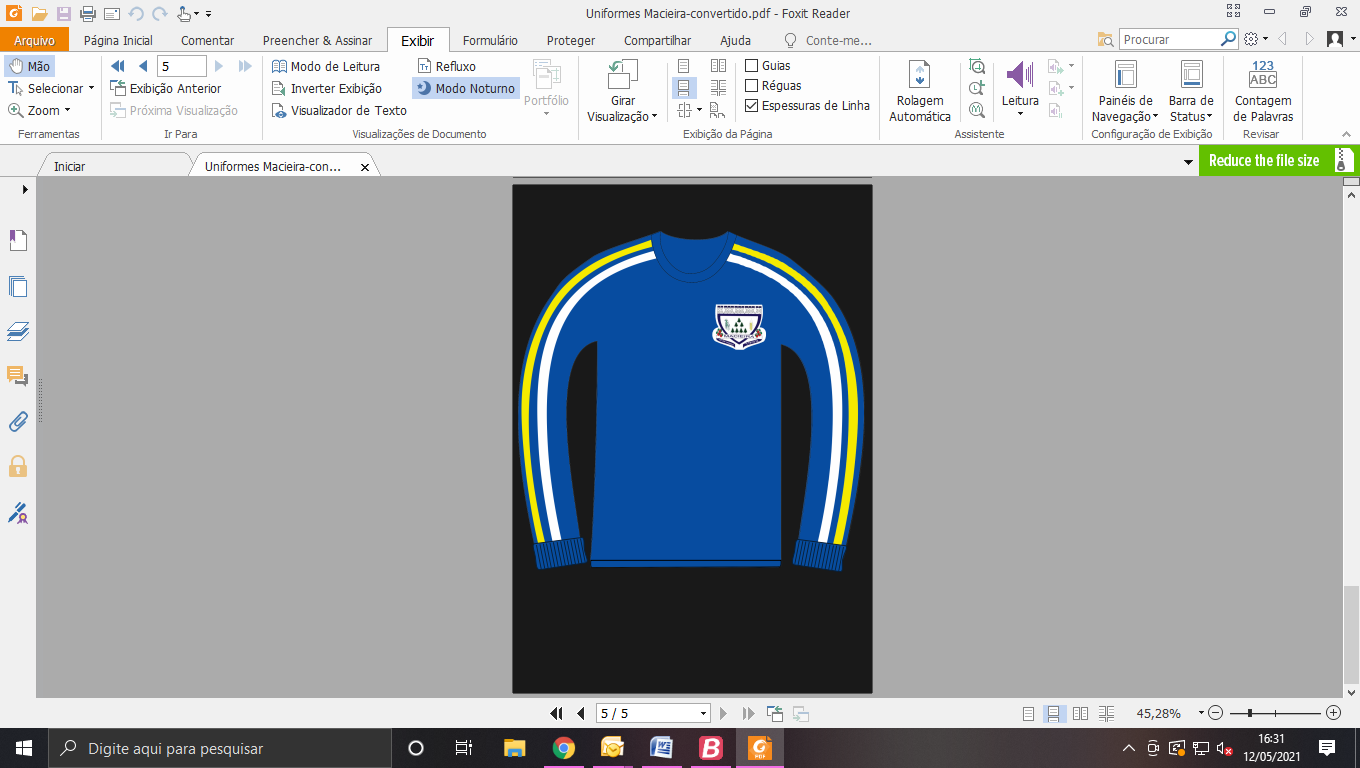 Uniformes Macieira-convertido.pdf - Foxit Reader
Arquivo Página Inicial Comentar Preencher & Assinar Exibir Formulário Proteger Compartilhar Ajuda Conte-me... Procurar
Mão
Selecionar
Zoom
Ferramentas
5
Exibição Anterior
Próxima Visualização
Ir Para
Modo de Leitura
Inverter Exibição
Visualizador de Texto
Refluxo
Modo Noturno
Visualizações de Documento
Portfólio
Girar
Visualização
Guias
Réguas
Espessuras de Linha
Exibição da Página
Rolagem
Automática
Assistente
Leitura
Painéis de
Navegação
Barra de
Status
Configuração de Exibição
123
ABC
Contagem
de Palavras
Revisar
Iniciar
Uniformes Macieira-con...
Reduce the file size
MACIEIRA
5 / 5
45,28%
Digite aqui para pesquisar
16:31
12/05/2021